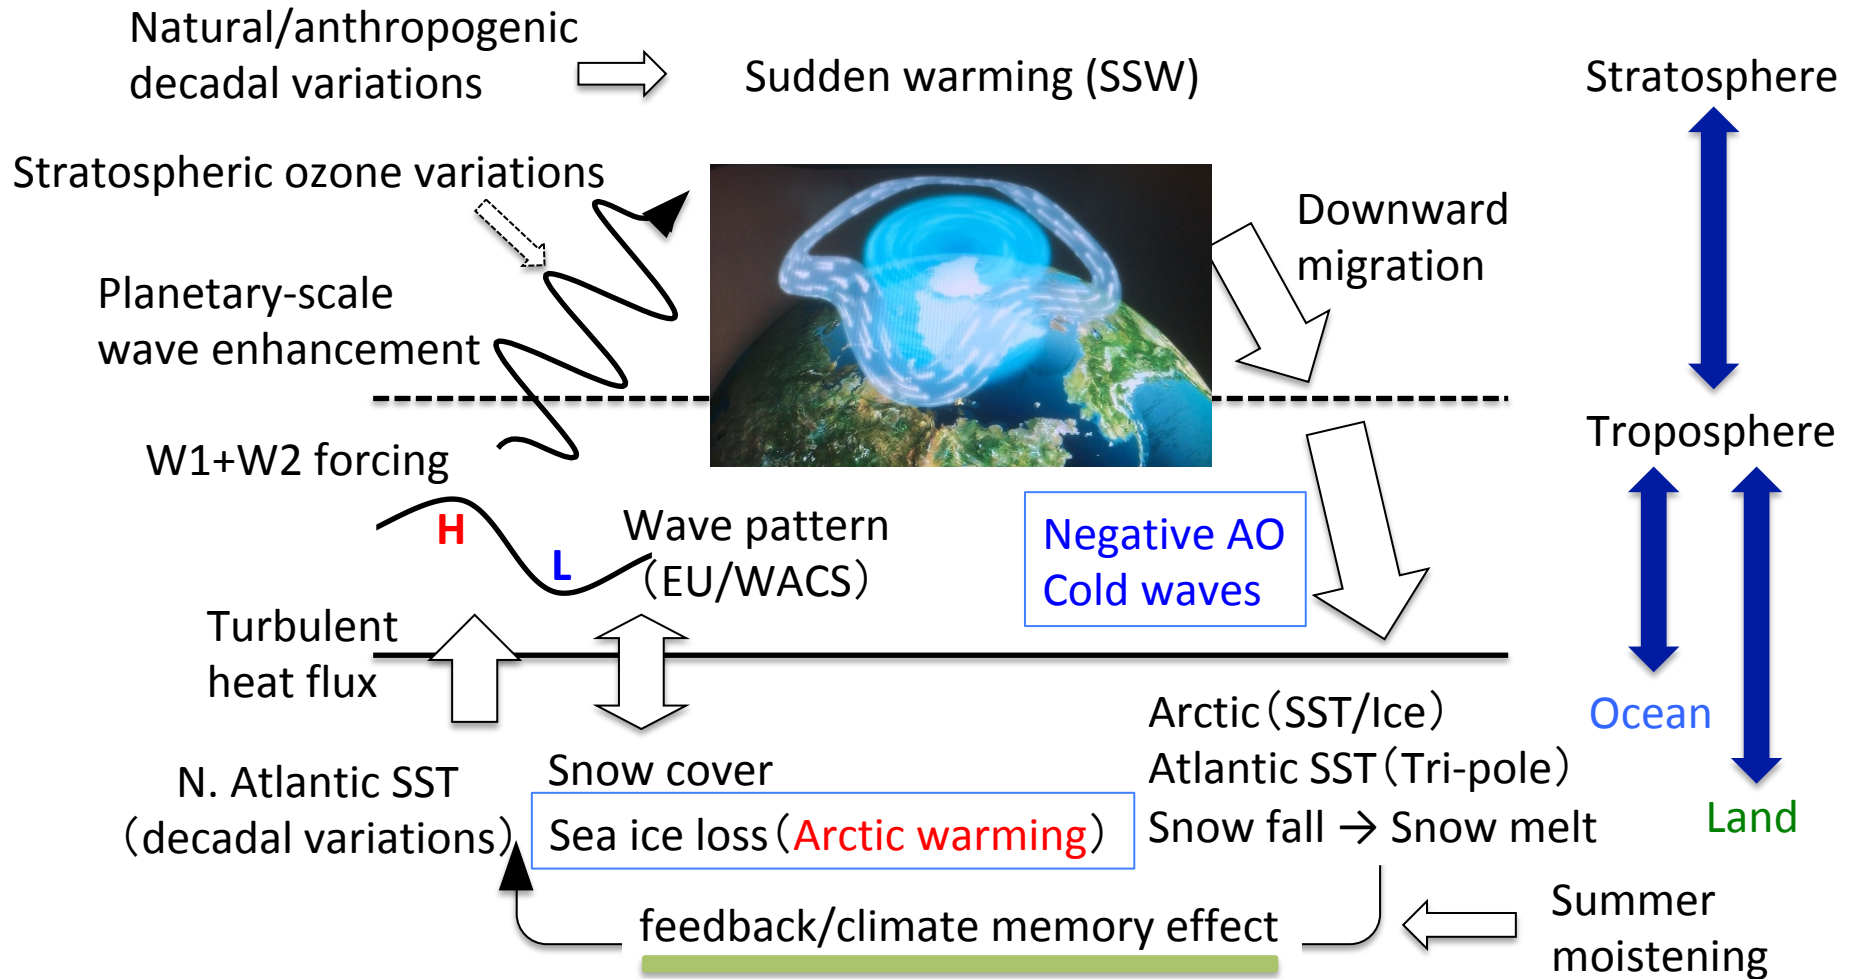 Natural/anthropogenic
decadal variations
Sudden warming (SSW)
Stratosphere
Stratospheric ozone variations
Downward
migration
Planetary-scale
wave enhancement
Troposphere
W1+W2 forcing
H
L
Wave pattern
（EU/WACS）
Negative AO
Cold waves
Turbulent
heat flux
Ocean
Arctic（SST/Ice）
Atlantic SST（Tri-pole）
Snow fall → Snow melt
Land
N. Atlantic SST
（decadal variations）
Snow cover
Sea ice loss（Arctic warming）
feedback/climate memory effect
Summer
moistening